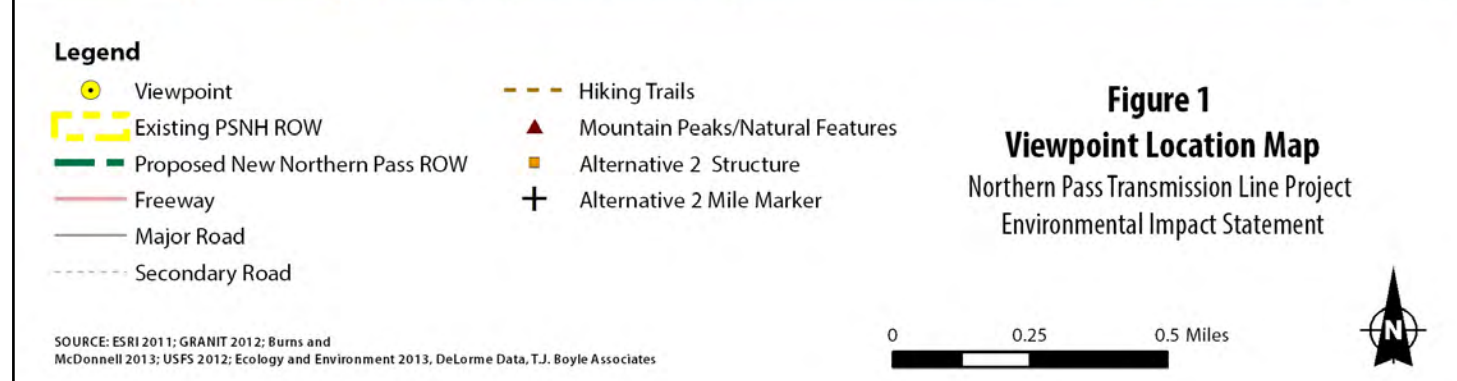 Legend
Viewpoint
Existing PSNH ROW
Proposed New Northern Pass ROW
Freeway
Major Road
Secondary Road
Hiking Trails
Mountain Peaks/Natural Features
Alternative 2 Structure
Alternative 2 Mile Marker
Figure 1
Viewpoint Location Map
Northern Pass Transmission Line Project
Environmental Impact Statement
SOURCE: ESRI 2011; GRANIT 2012; Burns and
McDonnell 2013; USFS 2012; Ecology and Environment 2013, DeLorme Data, T.J. Boyle Associates
0 0.25 0.5 Miles
N